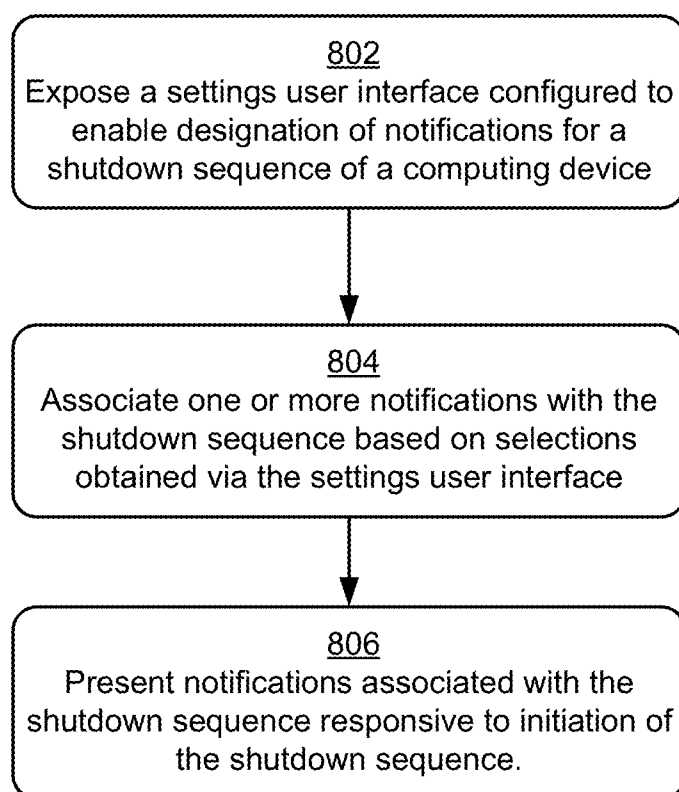 802
Expose a settings user interface configured to
enable designation of notifications for a
shutdown sequence of a computing device
804
Associate one or more notifications with the
shutdown sequence based on selections
obtained via the settings user interface
806
Present notifications associated with the
shutdown sequence responsive to initiation of
the shutdown sequence.